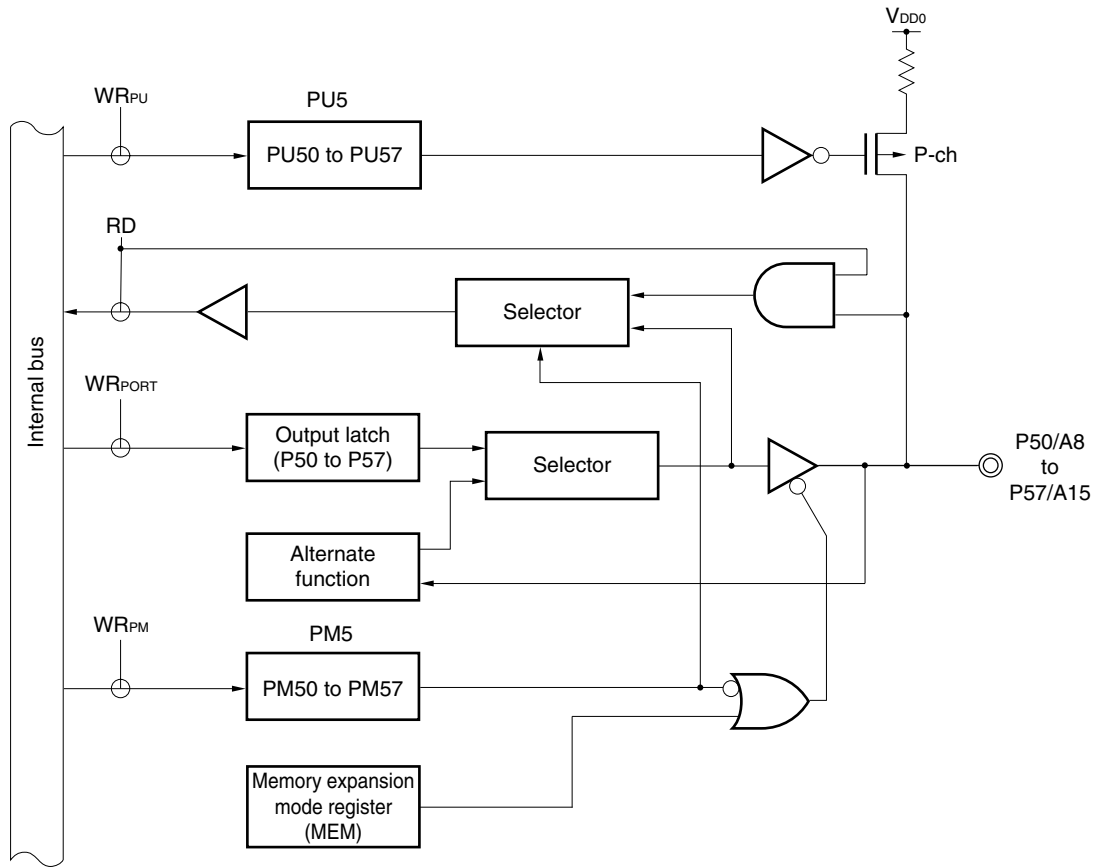 VDD0
WRPU
PU5
PU50 to PU57
P-ch
RD
Selector
Internal bus
WRPORT
Output latch
(P50 to P57)
Selector
P50/A8
to
P57/A15
Alternate
function
WRPM
PM5
PM50 to PM57
Memory expansion
mode register
(MEM)